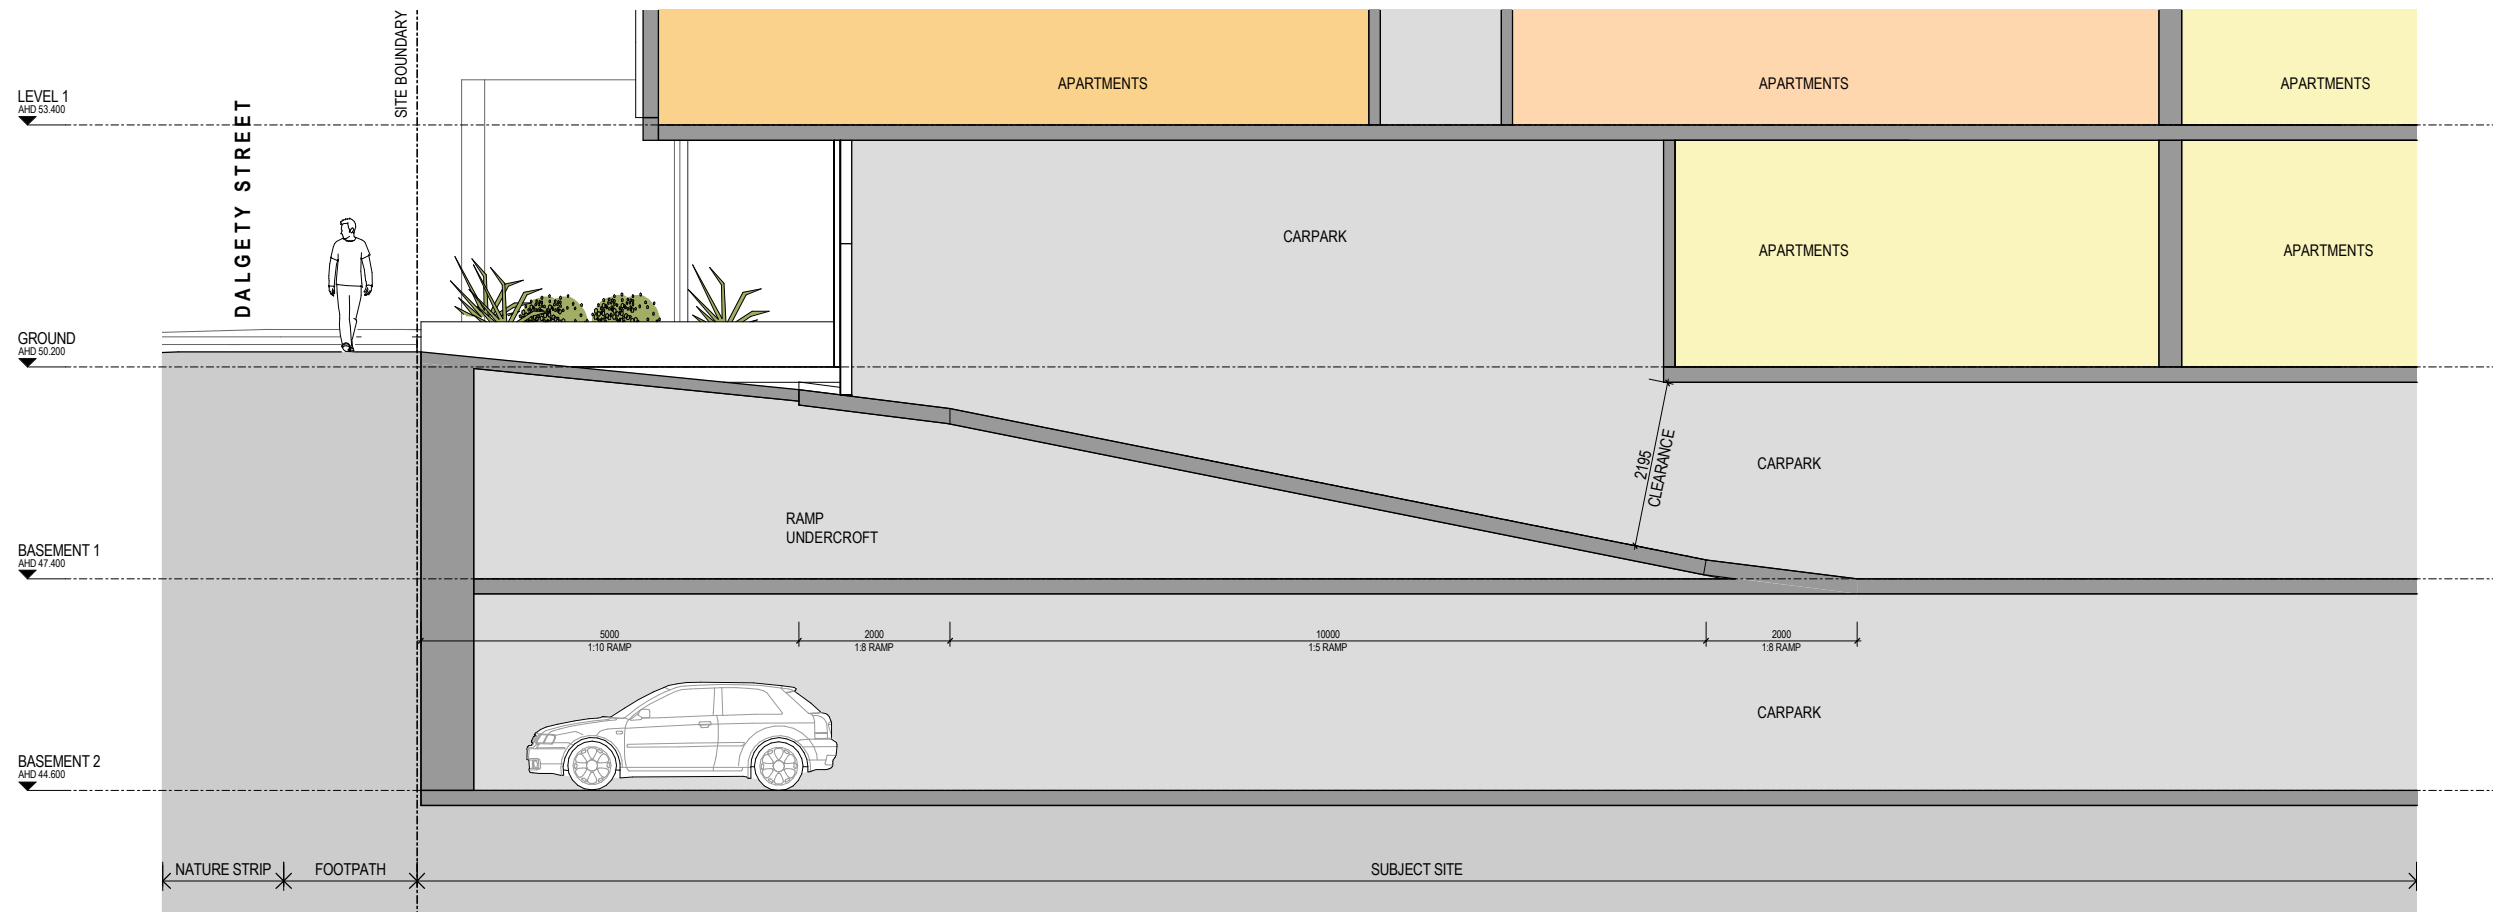 SITE BOUNDARY
DALGETY STREET
LEVEL 1
AHD 53.400
APARTMENTS
APARTMENTS
APARTMENTS
CARPARK
APARTMENTS
APARTMENTS
GROUND
AHD 50.200
2195
CLEARANCE
CARPARK
RAMP
UNDERCROFT
BASEMENT 1
AHD 47.400
5000
1:10 RAMP
2000
1:8 RAMP
10000
1:5 RAMP
2000
1:8 RAMP
CARPARK
BASEMENT 2
AHD 44.600
NATURE STRIP
FOOTPATH
SUBJECT SITE